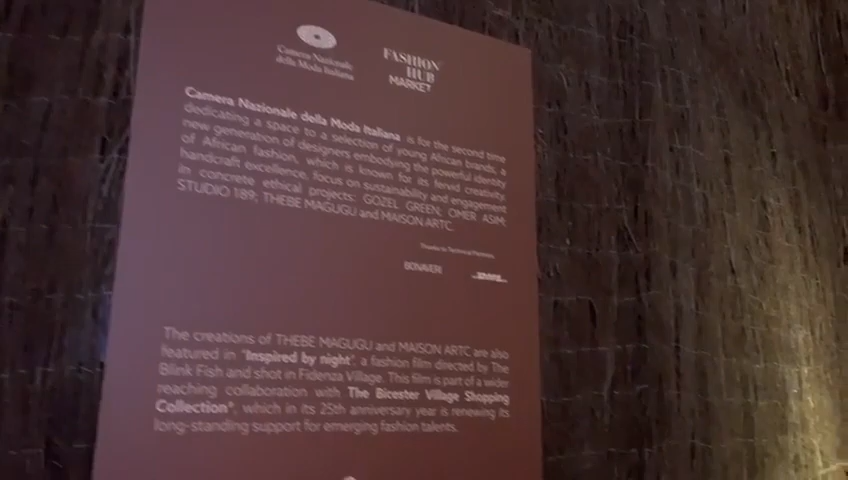 Camera Nazionale
della Moda Italiana
FASHION
HUB
MARKET
Camera Nazionale della Moda Italiana is for the second time
dedicating a space to a selection of young African brands, a
new generation of designers embodying the powerful identity
of African fashion, which is known for its fervid creativity,
handcraft excellence, focus on sustainability and engagement
in concrete ethical projects: GOZEL GREEN; OMER ASIM;
STUDIO 189; THEBE MAGUGU and MAISON ARTC.
Thanks to Technical Partners
BONAVERI
The creations of THEBE MAGUGU and MAISON ARTC are also
featured in "Inspired by night", a fashion film directed by The
Blink Fish and shot in Fidenza Village. This film is part of a wider
reaching collaboration with The Bicester Village Shopping
Collection®, which in its 25th anniversary year is renewing its
long-standing support for emerging fashion talents.